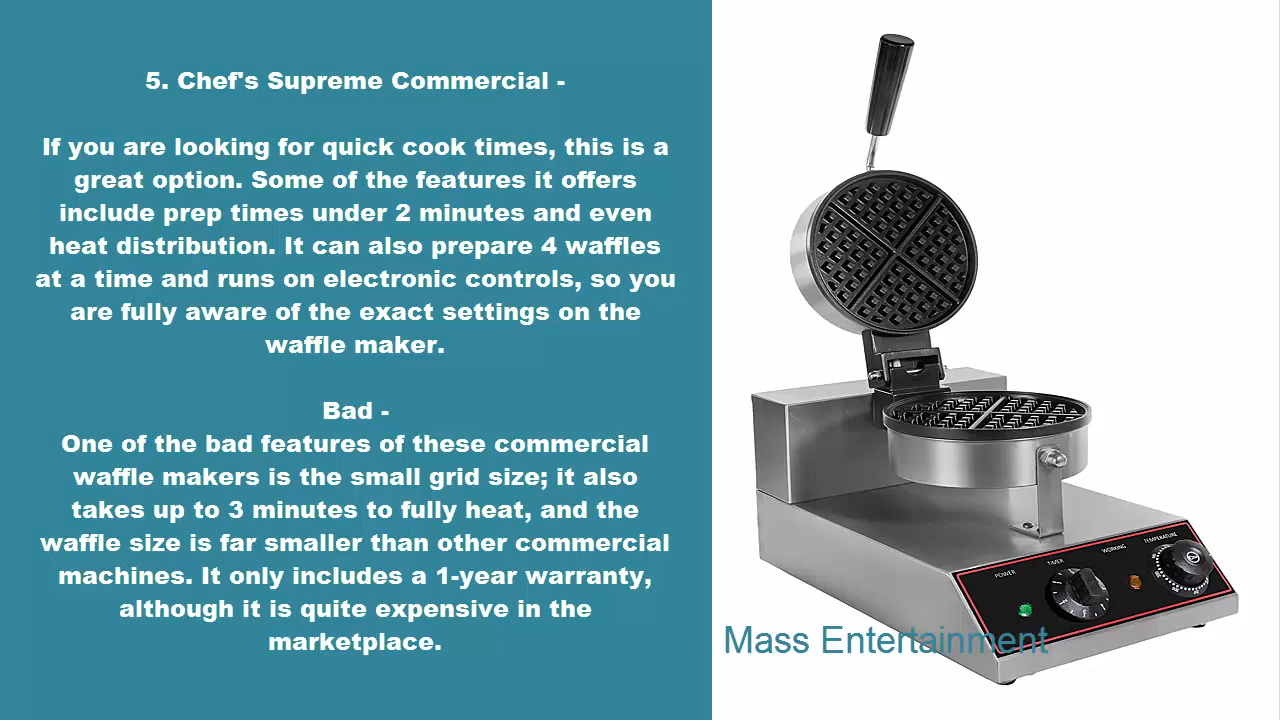 5. Chef's Supreme Commercial -
If you are looking for quick cook times, this is a
great option. Some of the features it offers
include prep times under 2 minutes and even
heat distribution. It can also prepare 4 waffles
at a time and runs on electronic controls, so you
are fully aware of the exact settings on the
waffle maker.
Bad -
One of the bad features of these commercial
waffle makers is the small grid size; it also
takes up to 3 minutes to fully heat, and the
waffle size is far smaller than other commercial
machines. It only includes a 1-year warranty,
although it is quite expensive in the
marketplace.
POWER
TIMER
WORKING
TEMPERATURE
Mass Entertainment